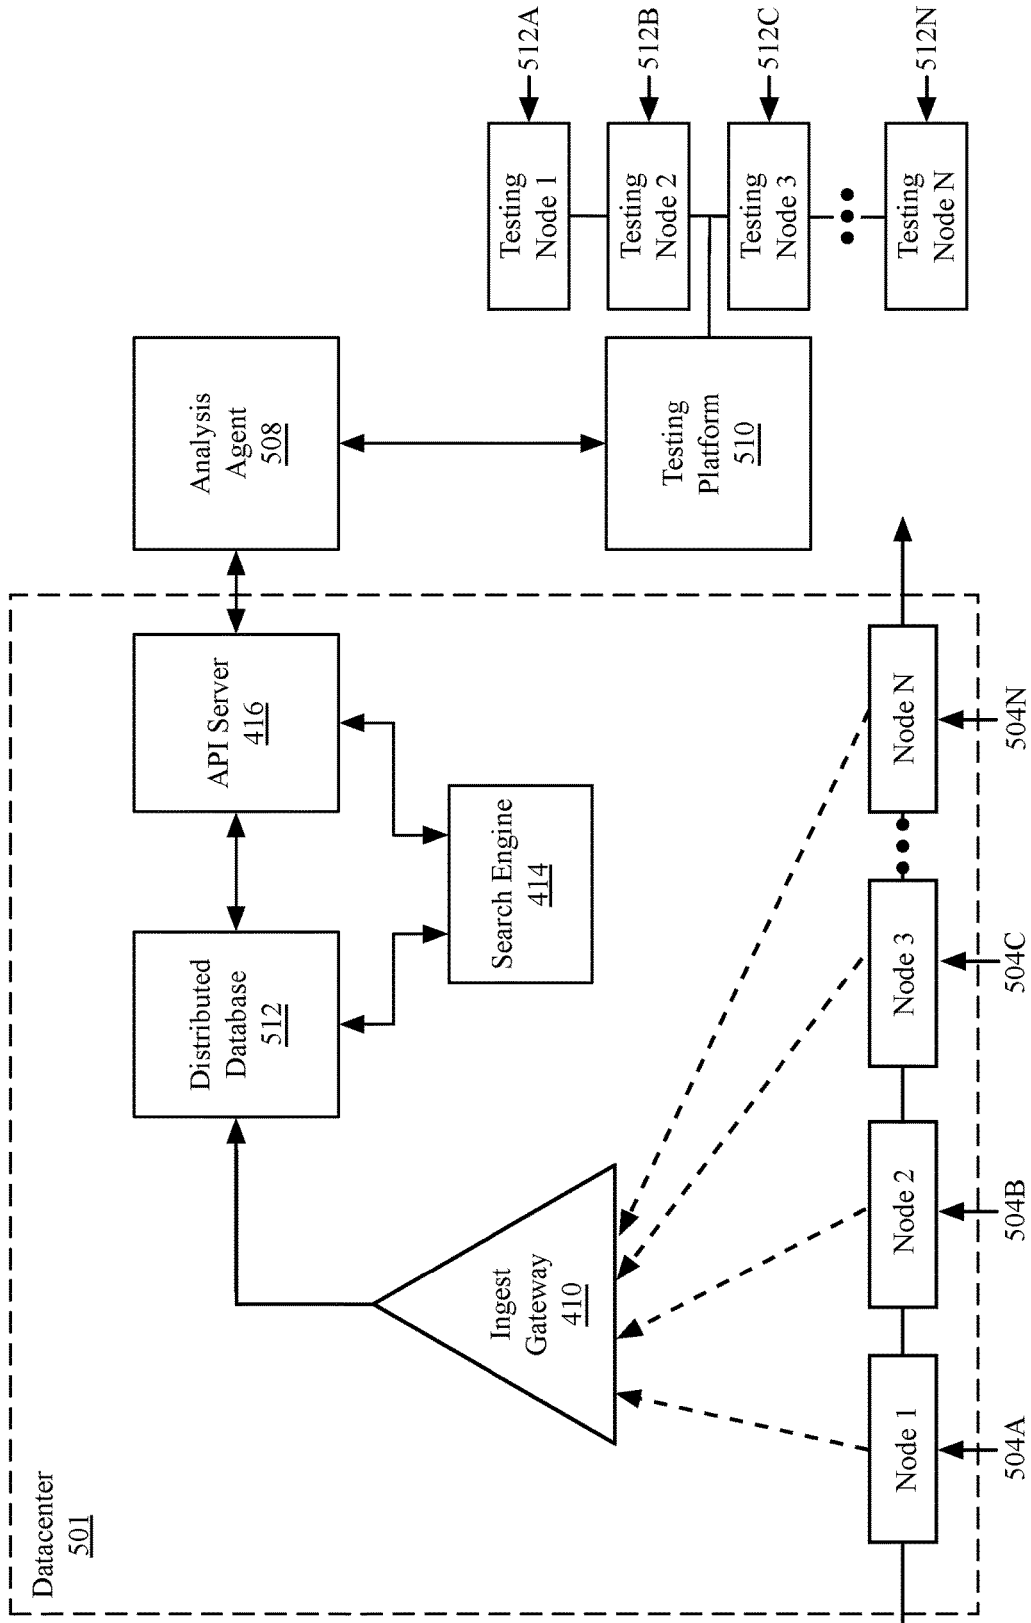 Datacenter
501
Distributed
Database
512
API Server
416
Analysis
Agent
508
Search Engine
414
Ingest
Gateway
410
Testing
Platform
510
Testing
Node 1
512A
Testing
Node 2
512B
Testing
Node 3
512C
Testing
Node N
512N
Node 1
Node 2
Node 3
Node N
504A
504B
504C
504N